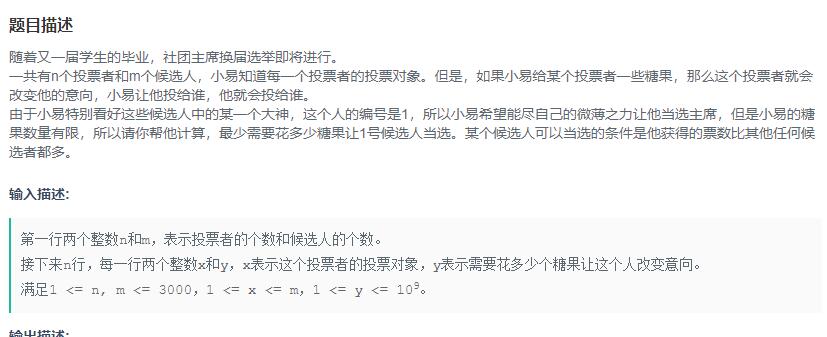 题目描述
随着又一届学生的毕业，社团主席换届选举即将进行。
一共有n个投票者和m个候选人，小易知道每一个投票者的投票对象。但是，如果小易给某个投票者一些糖果，那么这个投票者就会
改变他的意向，小易让他投给谁，他就会投给谁。
由于小易特别看好这些候选人中的某一个大神，这个人的编号是1，所以小易希望能尽自己的微薄之力让他当选主席，但是小易的糖
果数量有限，所以请你帮他计算，最少需要花多少糖果让1号候选人当选。某个候选人可以当选的条件是他获得的票数比其他任何候
选者都多。
输入描述:
第一行两个整数n和m，表示投票者的个数和候选人的个数。
接下来n行，每一行两个整数x和y，x表示这个投票者的投票对象，y表示需要花多少个糖果让这个人改变意向。
满足1 <= n, m <= 3000，1 <= x <= m，1 <= y <= 10⁹。
输出描述: